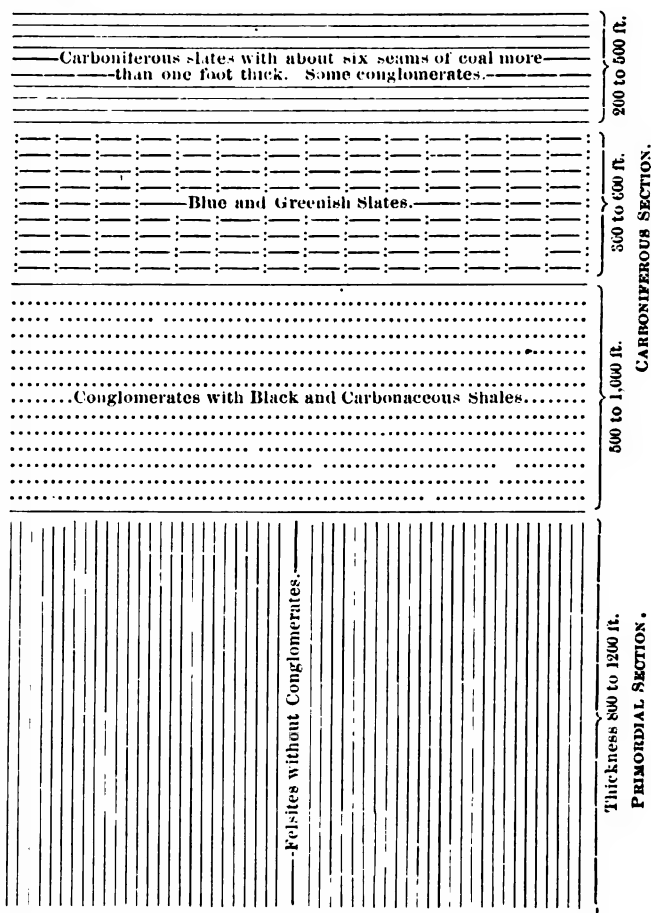 Carboniferous slates with about six seams of coal more
than one foot thick. Some conglomerates.
200 to 500 ft.
Blue and Greenish Slates.
300 to 600 ft.
Conglomerates with Black and Carbonaceous Shales.
500 to 1,000 ft.
CARBONIFEROUS SECTION.
Felsites without Conglomerates.
Thickness 800 to 1200 ft.
PRIMORDIAL SECTION.